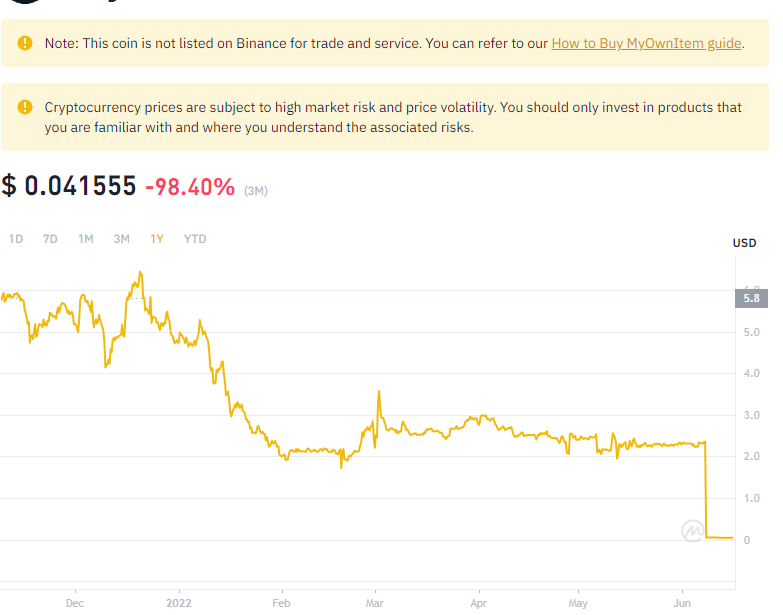 Note: This coin is not listed on Binance for trade and service. You can refer to our How to Buy MyOwnItem guide.
Cryptocurrency prices are subject to high market risk and price volatility. You should only invest in products that
you are familiar with and where you understand the associated risks.
$ 0.041555 -98.40% (3M)
1D 7D 1M 3M 1Y YTD
USD
5.8
5.0
4.0
3.0
2.0
1.0
0
Dec 2022 Feb Mar Apr May Jun